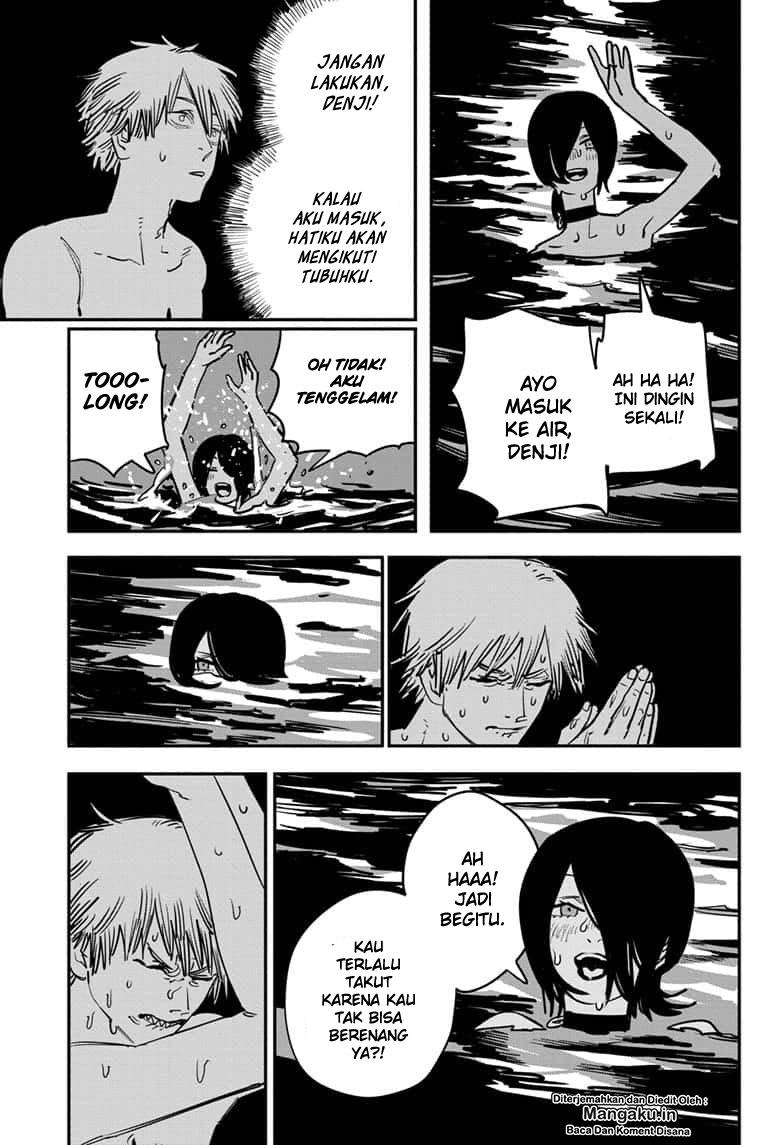 AH HA HA!
INI DINGIN
SEKALI!
AYO
MASUK
KE AIR,
DENJI!
JANGAN
LAKUKAN,
DENJI!
KALAU
AKU MASUK,
HATIKU AKAN
MENGIKUTI
TUBUHKU.
OH TIDAK!
AKU
TENGGELAM!
TOOO-
LONG!
AH
HAAA!
JADI
BEGITU.
KAU
TERLALU
TAKUT
KARENA KAU
TAK BISA
BERENANG
YA?!
Diterjemahkan dan Diedit Oleh :
Mangaku.in
Baca Dan Koment Disana